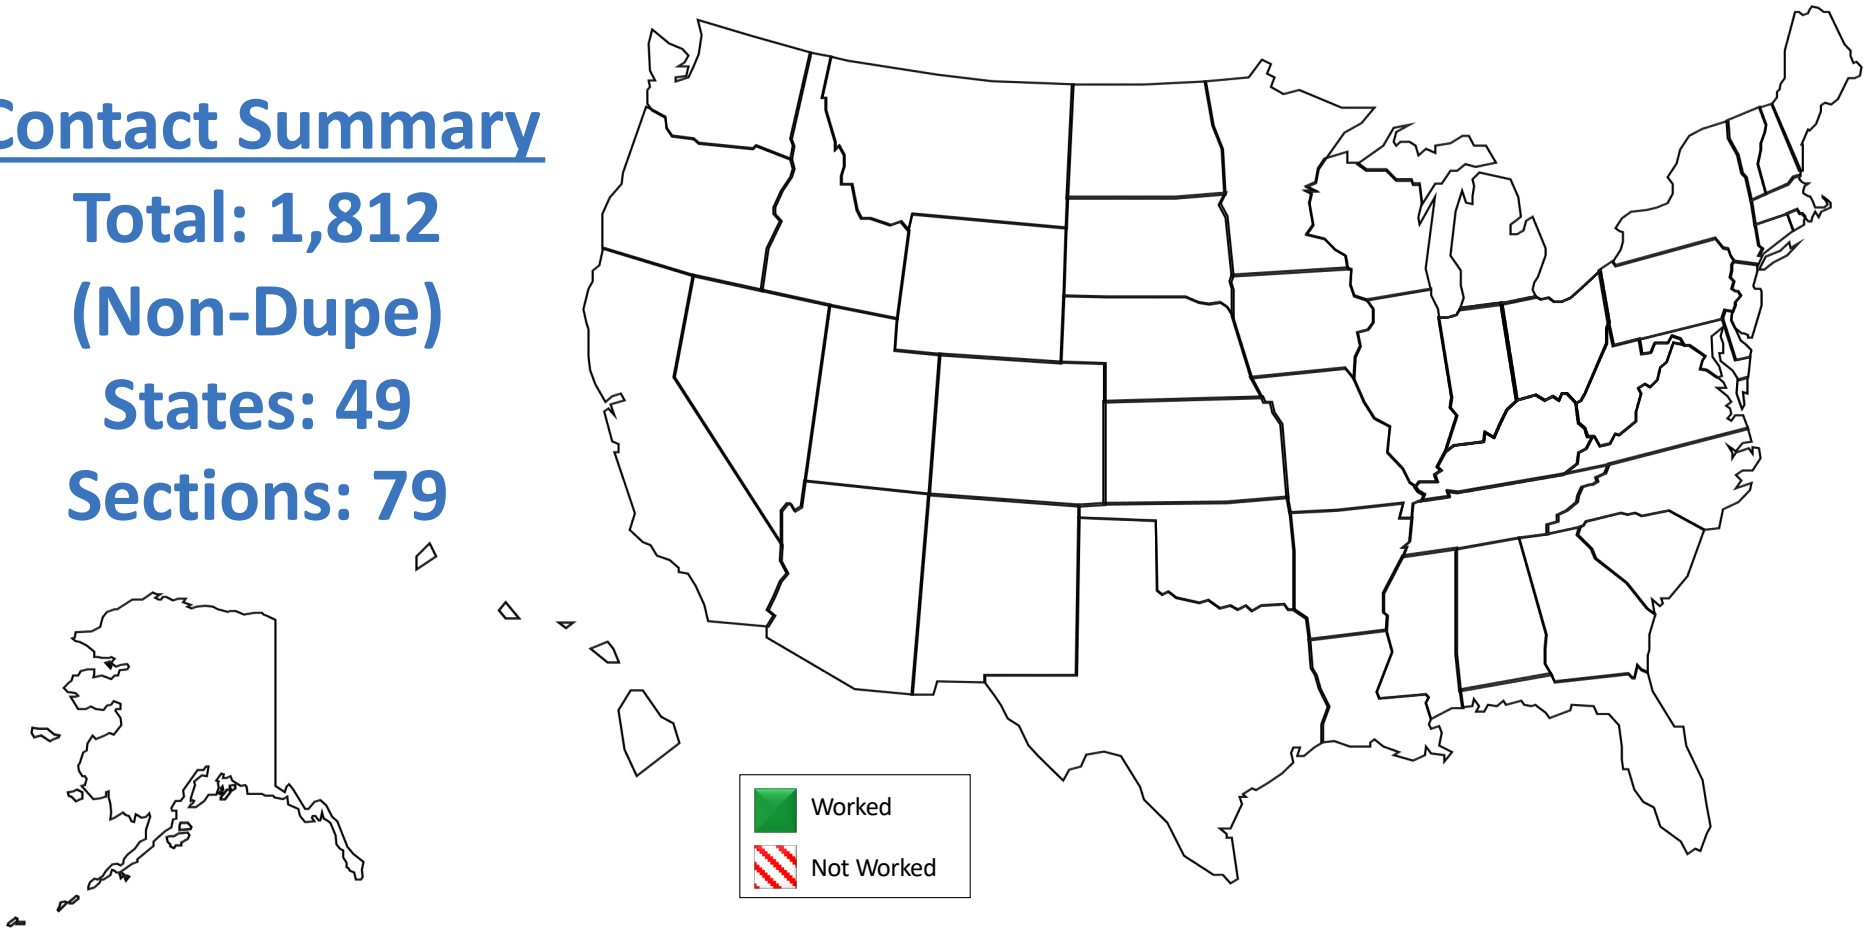 Contact Summary
Total: 1,812
(Non-Dupe)
States: 49
Sections: 79
Worked
Not Worked